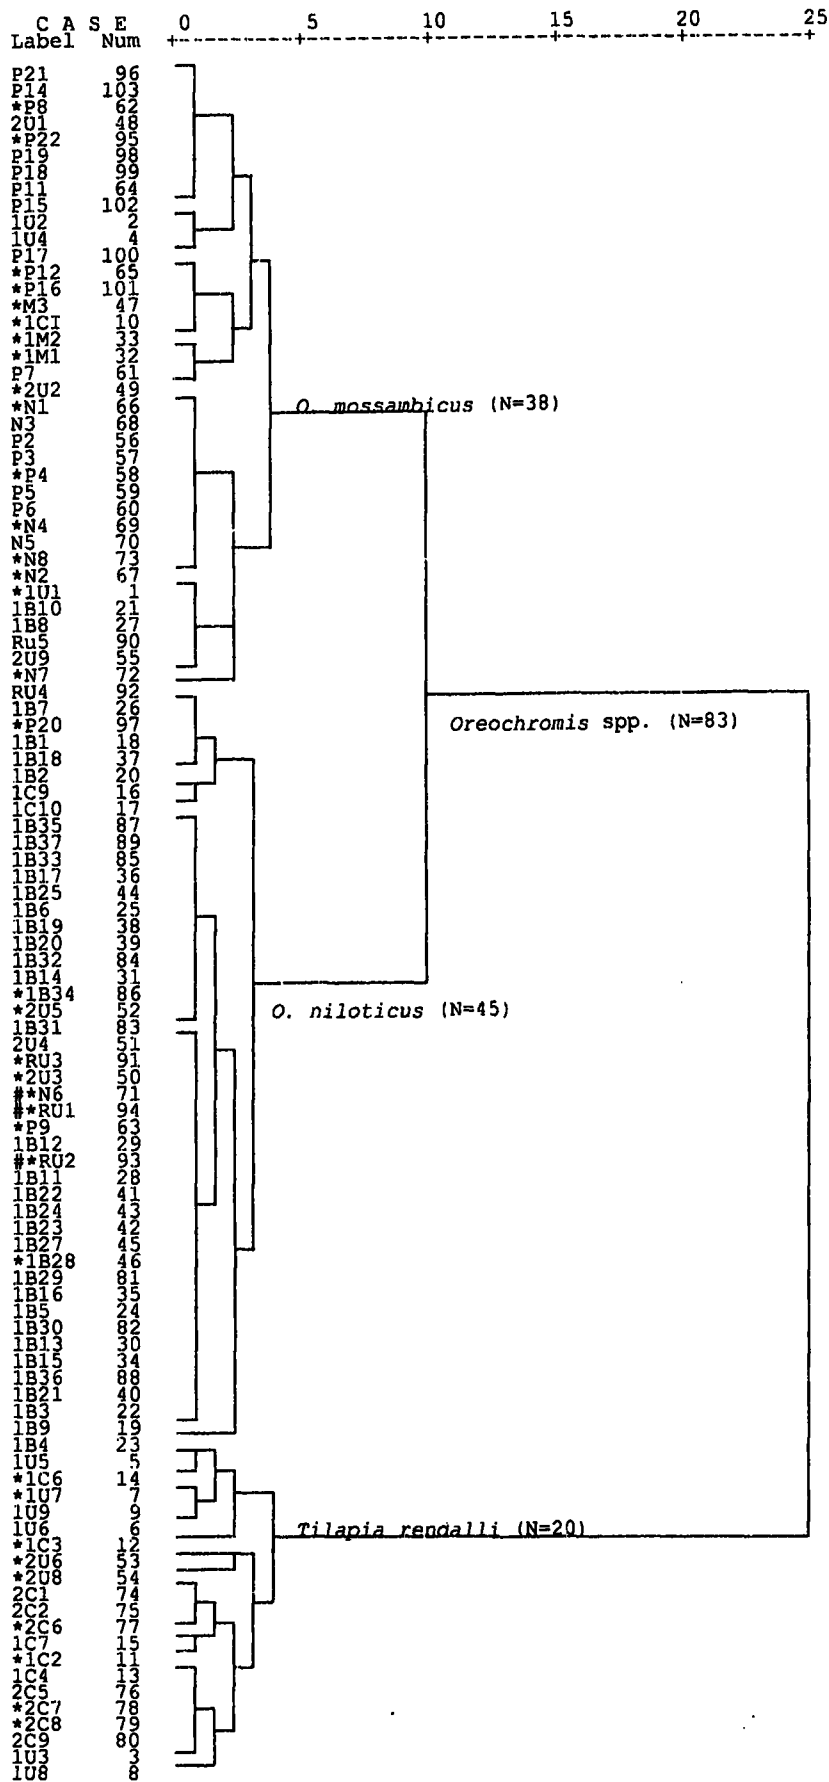 C A S E 0 5 10 15 20 25
Label Num +---------+---------+---------+---------+---------+
P21 96
P14 103
*P8 62
2U1 48
*P22 95
P19 98
P18 99
P11 64
P15 102
1U2 2
1U4 4
P17 100
*P12 65
*P16 101
*M3 47
*1CI 10
*1M2 33
*1M1 32
P7 61
*2U2 49
*N1 66
O. mossambicus (N=38)
N3 68
P2 56
P3 57
*P4 58
P5 59
P6 60
*N4 69
N5 70
*N8 73
*N2 67
*1U1 1
1B10 21
1B8 27
Ru5 90
2U9 55
*N7 72
RU4 92
1B7 26
*P20 97
Oreochromis spp. (N=83)
1B1 18
1B18 37
1B2 20
1C9 16
1C10 17
1B35 87
1B37 89
1B33 85
1B17 36
1B25 44
1B6 25
1B19 38
1B20 39
1B32 84
1B14 31
*1B34 86
*2U5 52
O. niloticus (N=45)
1B31 83
2U4 51
*RU3 91
*2U3 50
#*N6 71
#*RU1 94
*P9 63
1B12 29
#*RU2 93
1B11 28
1B22 41
1B24 43
1B23 42
1B27 45
*1B28 46
1B29 81
1B16 35
1B5 24
1B30 82
1B13 30
1B15 34
1B36 88
1B21 40
1B3 22
1B9 19
1B4 23
1U5 5
*1C6 14
*1U7 7
1U9 9
1U6 6
Tilapia rendalli (N=20)
*1C3 12
*2U6 53
*2U8 54
2C1 74
2C2 75
*2C6 77
1C7 15
*1C2 11
1C4 13
2C5 76
*2C7 78
*2C8 79
2C9 80
1U3 3
1U8 8